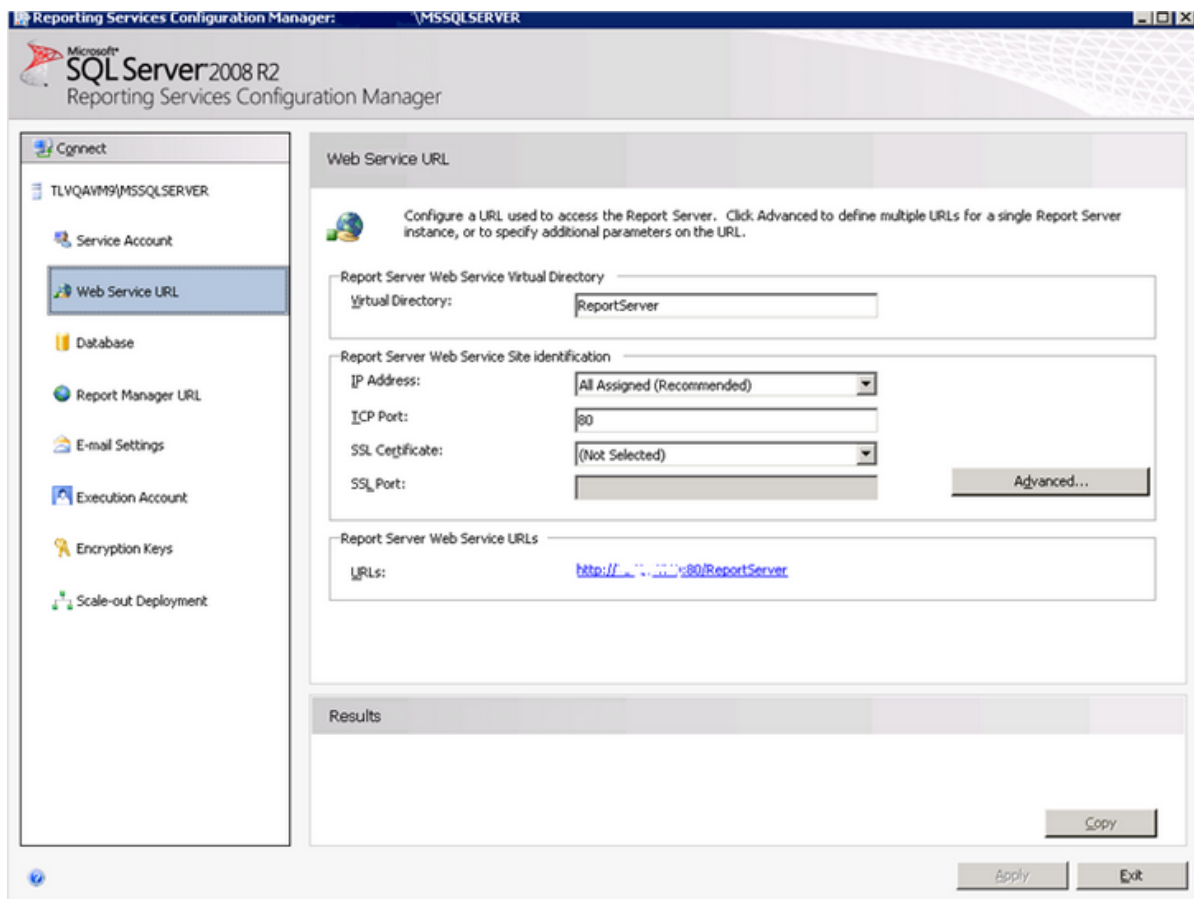 Reporting Services Configuration Manager: \MSSQLSERVER
Microsoft
SQL Server 2008 R2
Reporting Services Configuration Manager
Connect
TLVQAVM9\MSSQLSERVER
Service Account
Web Service URL
Database
Report Manager URL
E-mail Settings
Execution Account
Encryption Keys
Scale-out Deployment
Web Service URL
Configure a URL used to access the Report Server. Click Advanced to define multiple URLs for a single Report Server
instance, or to specify additional parameters on the URL.
Report Server Web Service Virtual Directory
Virtual Directory: ReportServer
Report Server Web Service Site identification
IP Address: All Assigned (Recommended)
TCP Port: 80
SSL Certificate: (Not Selected)
SSL Port:
Advanced...
Report Server Web Service URLs
URLs: http:// :80/ReportServer
Results
Copy
Apply Exit